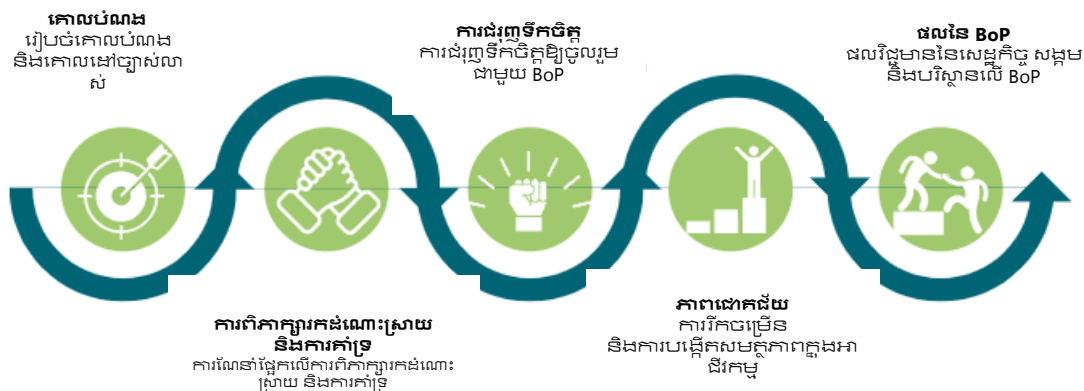 គោលបំណង
រៀបចំគោលបំណង
និងគោលដៅច្បាស់លា
ស់
ការពិភាក្សារកដំណោះស្រាយ
និងការគាំទ្រ
ការណែនាំផ្អែកលើការពិភាក្សារកដំណោះ
ស្រាយ និងការគាំទ្រ
ការជំរុញទឹកចិត្ត
ការជំរុញទឹកចិត្តឱ្យចូលរួម
ជាមួយ BoP
ភាពជោគជ័យ
ការរីកចម្រើន
និងការបង្កើតសមត្ថភាពក្នុងអា
ជីវកម្ម
ផលនៃ BoP
ផលវិជ្ជមាននៃសេដ្ឋកិច្ច សង្គម
និងបរិស្ថានលើ BoP